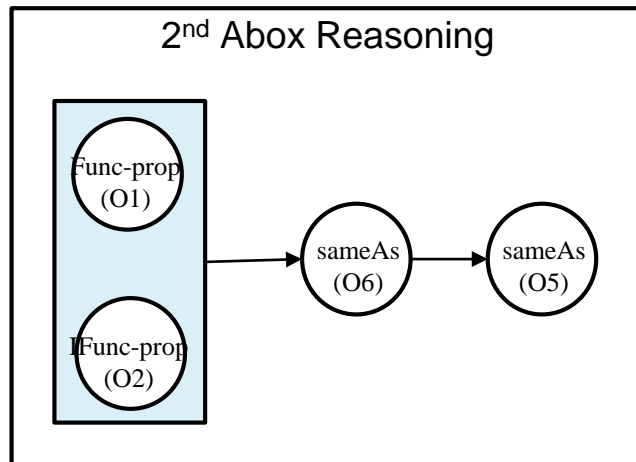 2nd Abox Reasoning
Func-prop
(O1)
IFunc-prop
(O2)
sameAs
(O6)
sameAs
(O5)